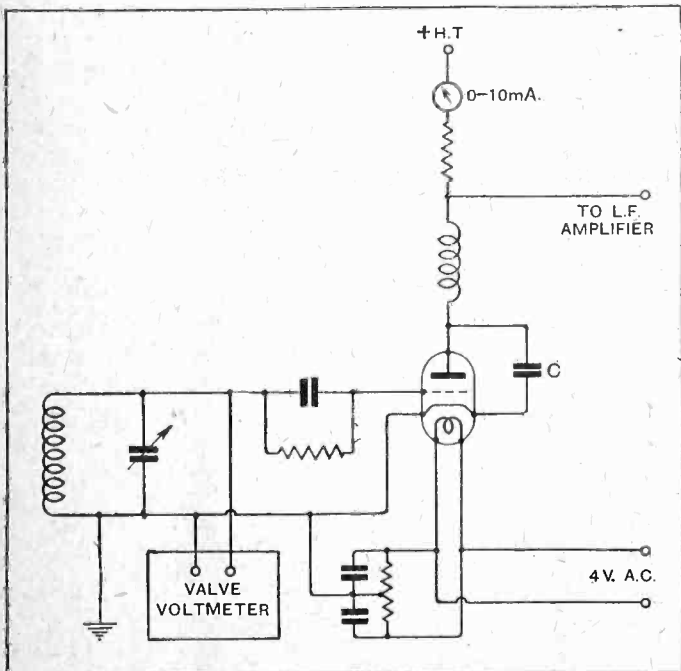 +H.T
0-10mA.
TO L.F.
AMPLIFIER
C
VALVE
VOLTMETER
4V. A.C.